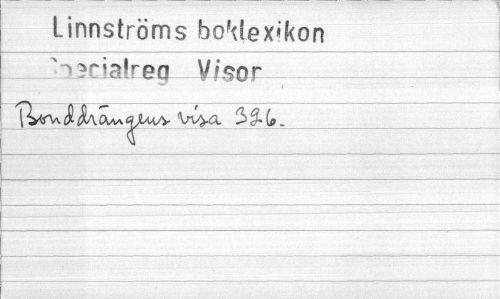 Linnströms boklexikon
Specialreg Visor
Bonddrängens visa 326.